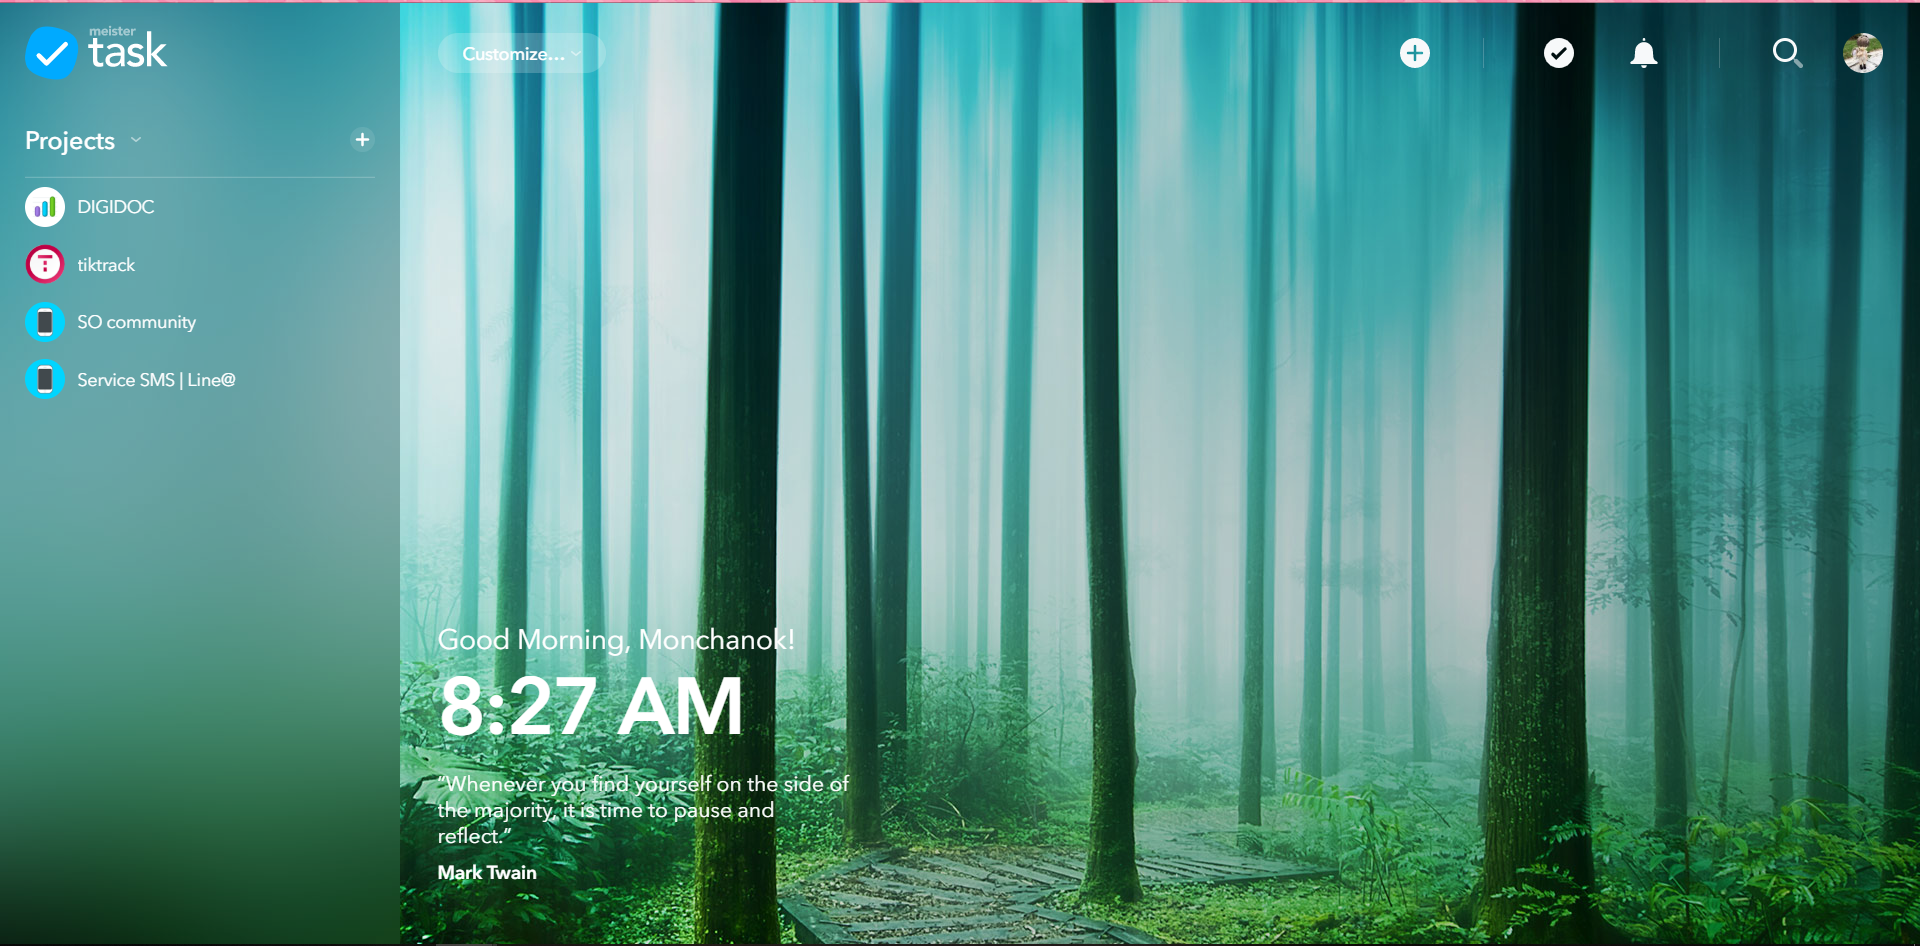 meister
task
Customize...
Projects
DIGIDOC
tiktrack
SO community
Service SMS | Line@
Good Morning, Monchanok!
8:27 AM
“Whenever you find yourself on the side of
the majority, it is time to pause and
reflect.”
Mark Twain